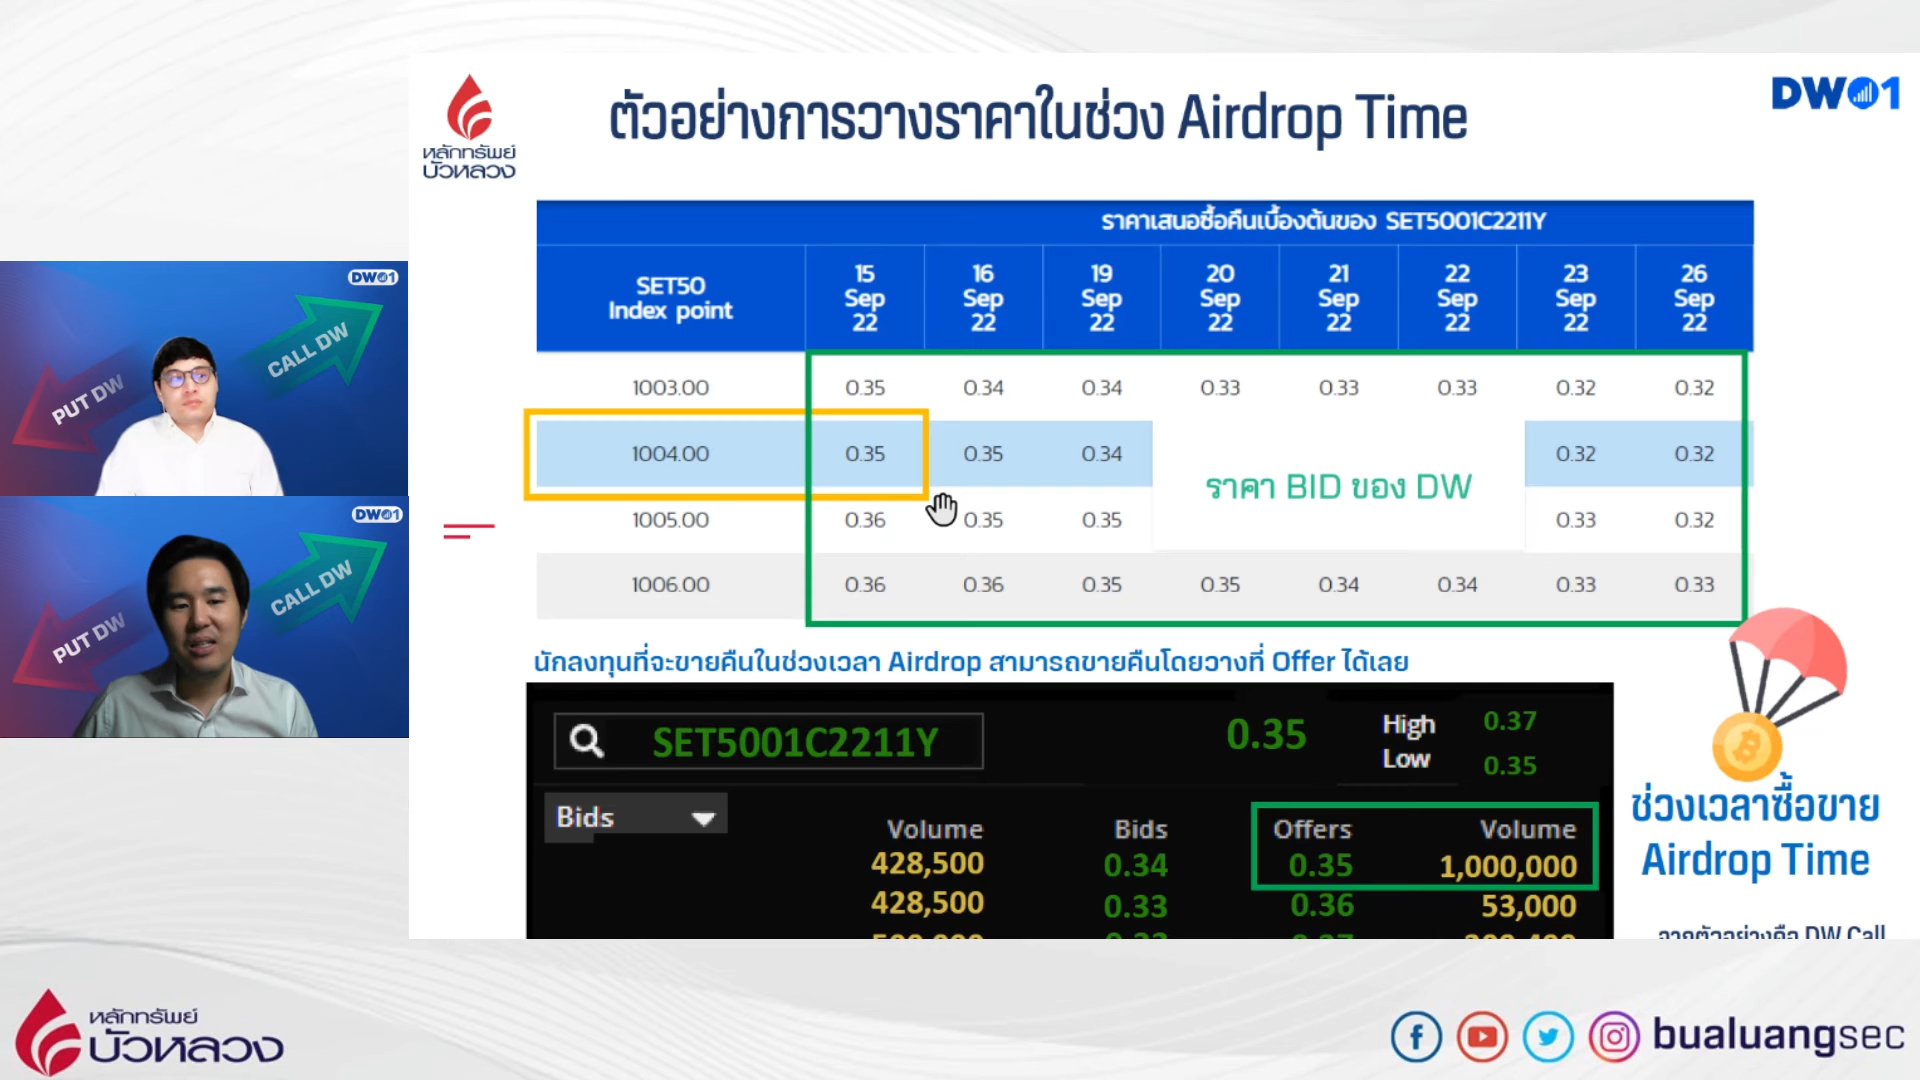 ตัวอย่างการวางราคาในช่วง Airdrop Time
DW01
หลักทรัพย์
บัวหลวง
ราคาเสนอซื้อคืนเบื้องต้นของ SET5001C2211Y
SET50 Index point 15 Sep 22 16 Sep 22 19 Sep 22 20 Sep 22 21 Sep 22 22 Sep 22 23 Sep 22 26 Sep 22
1003.00 0.35 0.34 0.34 0.33 0.33 0.33 0.32 0.32
1004.00 0.35 0.35 0.34 0.32 0.32
ราคา BID ของ DW
1005.00 0.36 0.35 0.35 0.33 0.32
1006.00 0.36 0.36 0.35 0.35 0.34 0.34 0.33 0.33
นักลงทุนที่จะขายคืนในช่วงเวลา Airdrop สามารถขายคืนโดยวางที่ Offer ได้เลย
SET5001C2211Y 0.35 High 0.37
Low 0.35
Bids
Volume Bids Offers Volume
428,500 0.34 0.35 1,000,000
428,500 0.33 0.36 53,000
ช่วงเวลาซื้อขาย
Airdrop Time
จากตัวอย่างคือ DW Call
DW01
PUT DW
CALL DW
DW01
PUT DW
CALL DW
หลักทรัพย์
บัวหลวง
bualuangsec